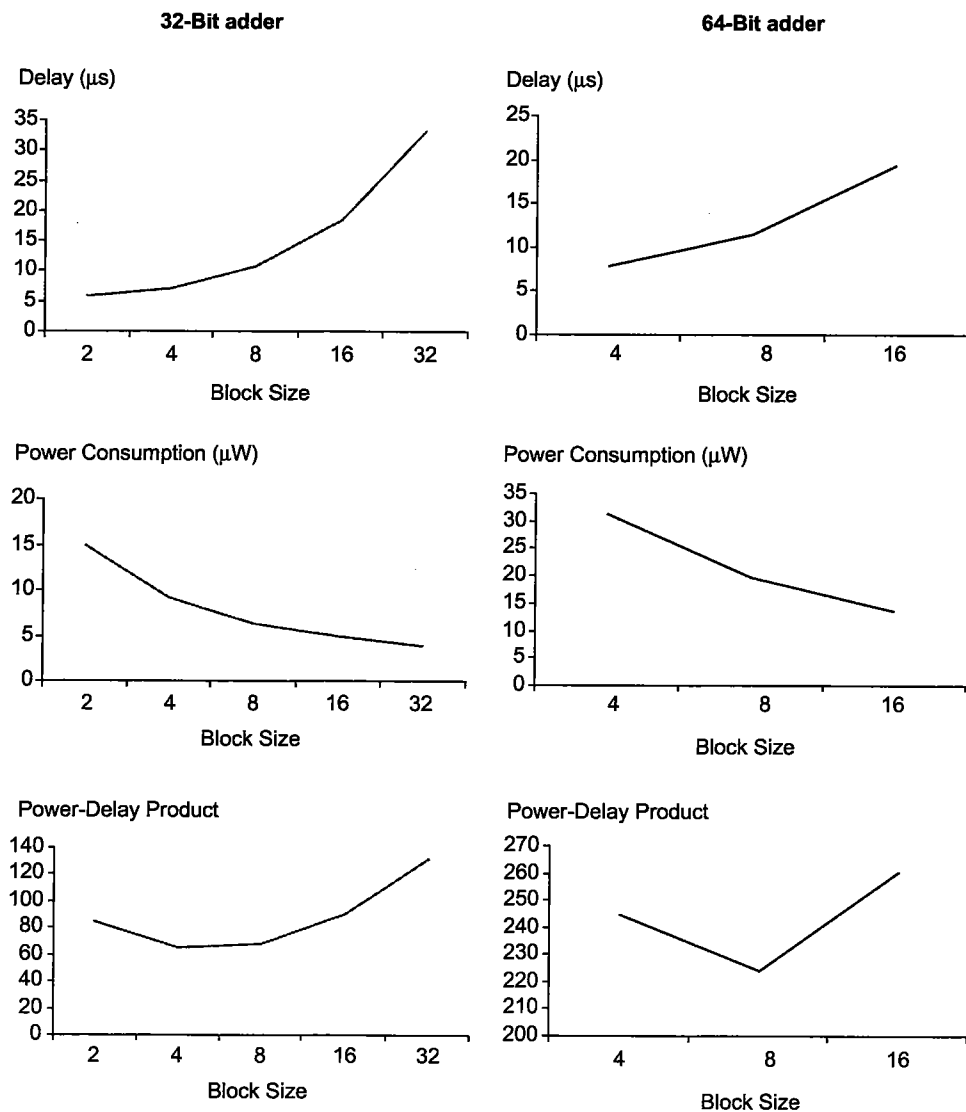 32-Bit adder
64-Bit adder
Delay (µs)
35
30
25
20
15
10
5
0
2 4 8 16 32
Block Size
Delay (µs)
25
20
15
10
5
0
4 8 16
Block Size
Power Consumption (µW)
20
15
10
5
0
2 4 8 16 32
Block Size
Power Consumption (µW)
35
30
25
20
15
10
5
0
4 8 16
Block Size
Power-Delay Product
140
120
100
80
60
40
20
0
2 4 8 16 32
Block Size
Power-Delay Product
270
260
250
240
230
220
210
200
4 8 16
Block Size